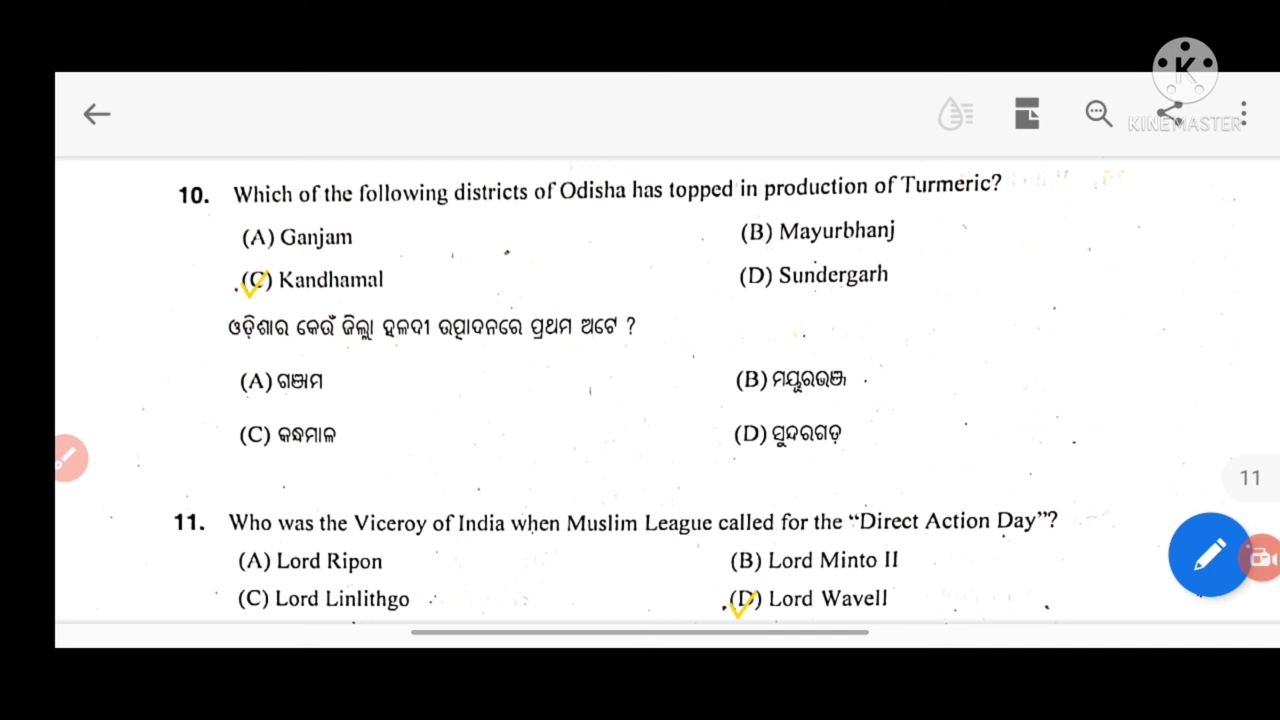 KINEMASTER
10. Which of the following districts of Odisha has topped in production of Turmeric?
(A) Ganjam (B) Mayurbhanj
(C) Kandhamal (D) Sundergarh
ଓଡ଼ିଶାର କେଉଁ ଜିଲ୍ଲା ହଳଦୀ ଉତ୍ପାଦନରେ ପ୍ରଥମ ଅଟେ ?
(A) ଗଞ୍ଜାମ (B) ମୟୂରଭଞ୍ଜ
(C) କନ୍ଧମାଳ (D) ସୁନ୍ଦରଗଡ଼
11
11. Who was the Viceroy of India when Muslim League called for the “Direct Action Day”?
(A) Lord Ripon (B) Lord Minto II
(C) Lord Linlithgo (D) Lord Wavell